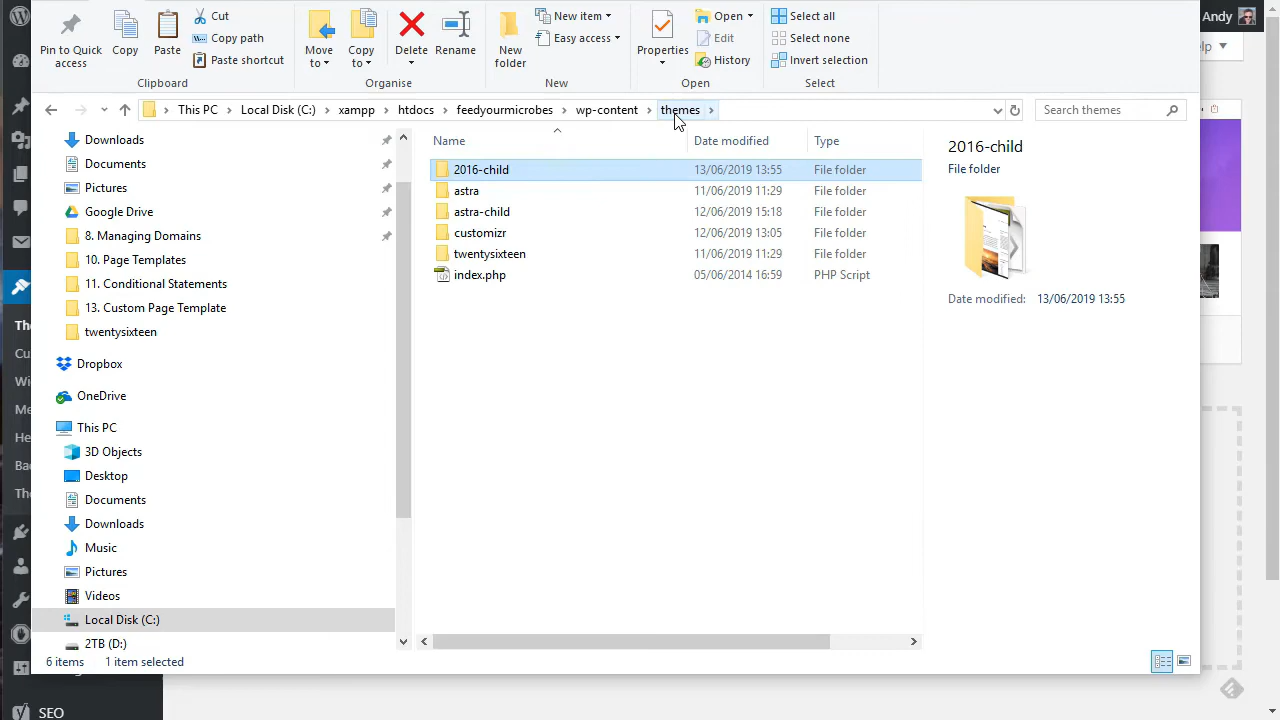 Pin to Quick access
Copy
Paste
Cut
Copy path
Paste shortcut
Clipboard
Move to
Copy to
Delete
Rename
Organise
New folder
New item
Easy access
New
Properties
Open
Edit
History
Open
Select all
Select none
Invert selection
Select
Andy
This PC
Local Disk (C:)
xampp
htdocs
feedyourmicrobes
wp-content
themes
Search themes
Downloads
Documents
Pictures
Google Drive
8. Managing Domains
10. Page Templates
11. Conditional Statements
13. Custom Page Template
twentysixteen
Dropbox
OneDrive
This PC
3D Objects
Desktop
Documents
Downloads
Music
Pictures
Videos
Local Disk (C:)
2TB (D:)
Name Date modified Type
2016-child 13/06/2019 13:55 File folder
astra 11/06/2019 11:29 File folder
astra-child 12/06/2019 15:18 File folder
customizr 12/06/2019 13:05 File folder
twentysixteen 11/06/2019 11:29 File folder
index.php 05/06/2014 16:59 PHP Script
2016-child
File folder
Date modified: 13/06/2019 13:55
6 items 1 item selected
SEO